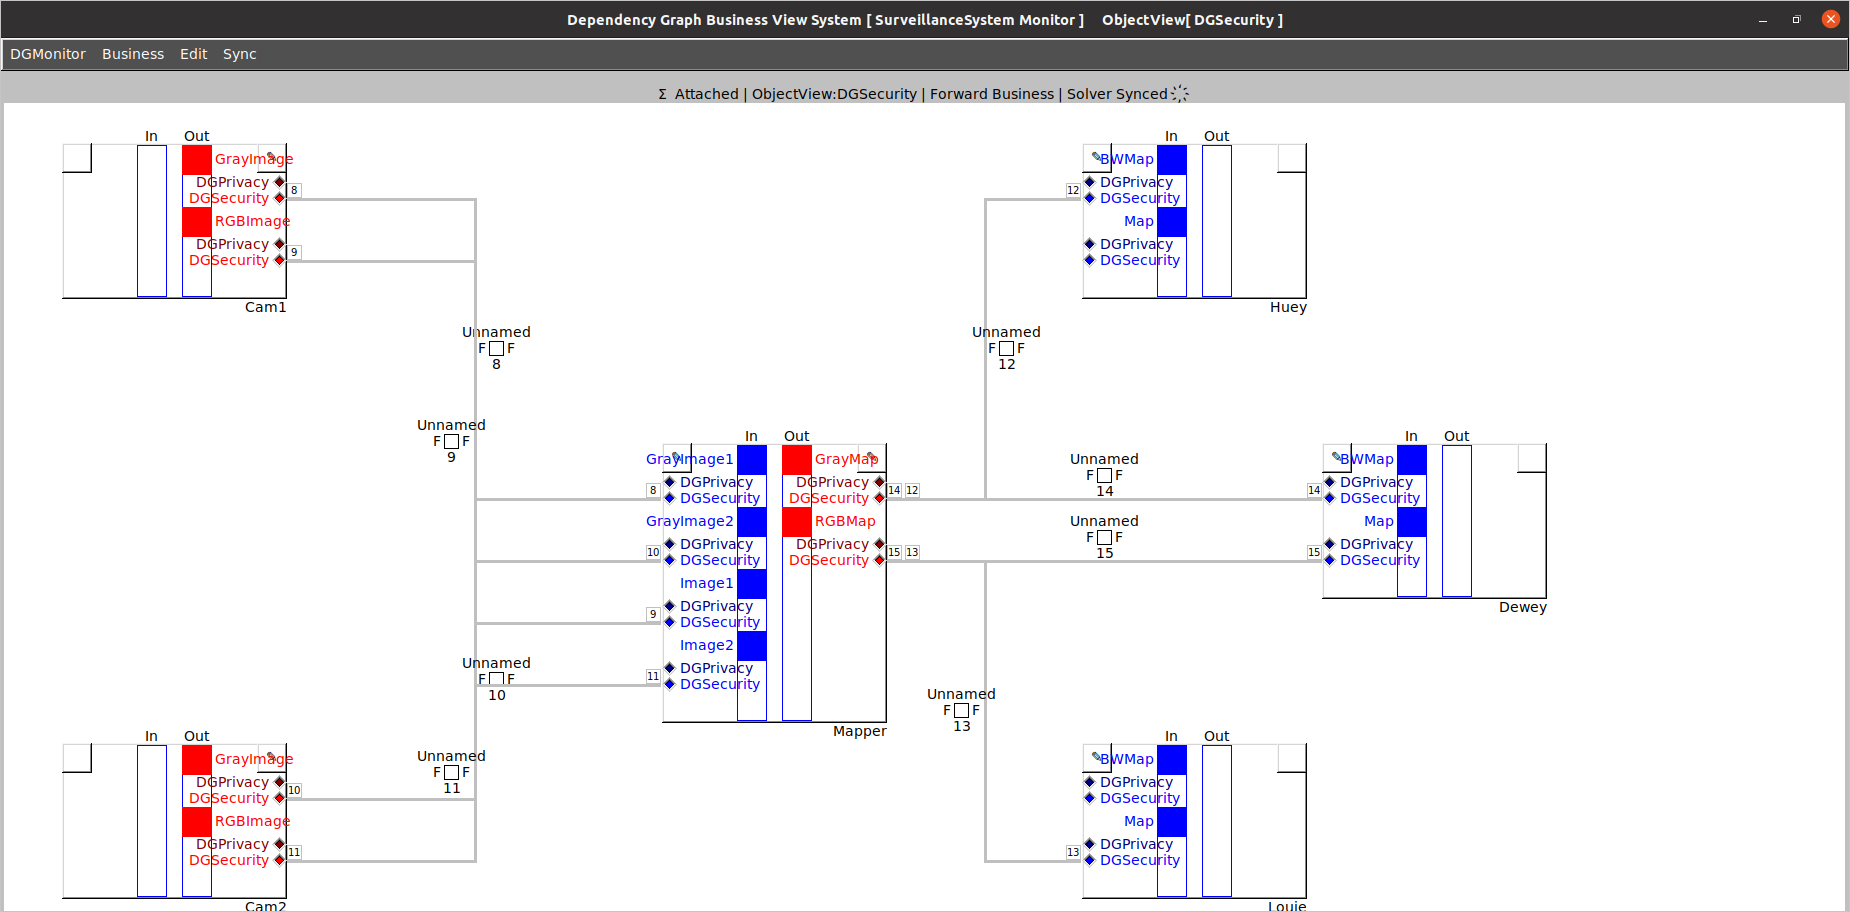 Dependency Graph Business View System [ SurveillanceSystem Monitor ] ObjectView[ DGSecurity ]
DGMonitor Business Edit Sync
Σ Attached | ObjectView:DGSecurity | Forward Business | Solver Synced
In Out
GrayImage
DGPrivacy
8
DGSecurity
RGBImage
DGPrivacy
9
DGSecurity
Cam1
In Out
BWMap
12
DGPrivacy
DGSecurity
Map
DGPrivacy
DGSecurity
Huey
Unnamed
F F
8
Unnamed
F F
12
Unnamed
F F
9
In Out
GrayImage1 GrayMap
DGPrivacy DGPrivacy
8 14 12
DGSecurity DGSecurity
GrayImage2 RGBMap
DGPrivacy DGPrivacy
10 15 13
DGSecurity DGSecurity
Image1
DGPrivacy
9
DGSecurity
Image2
DGPrivacy
11
DGSecurity
Mapper
Unnamed
F F
14
Unnamed
F F
15
In Out
BWMap
DGPrivacy
14
DGSecurity
Map
DGPrivacy
15
DGSecurity
Dewey
Unnamed
F F
10
Unnamed
F F
13
Unnamed
F F
11
In Out
GrayImage
DGPrivacy
10
DGSecurity
RGBImage
DGPrivacy
11
DGSecurity
Cam2
In Out
BWMap
DGPrivacy
DGSecurity
Map
DGPrivacy
13
DGSecurity
Louie